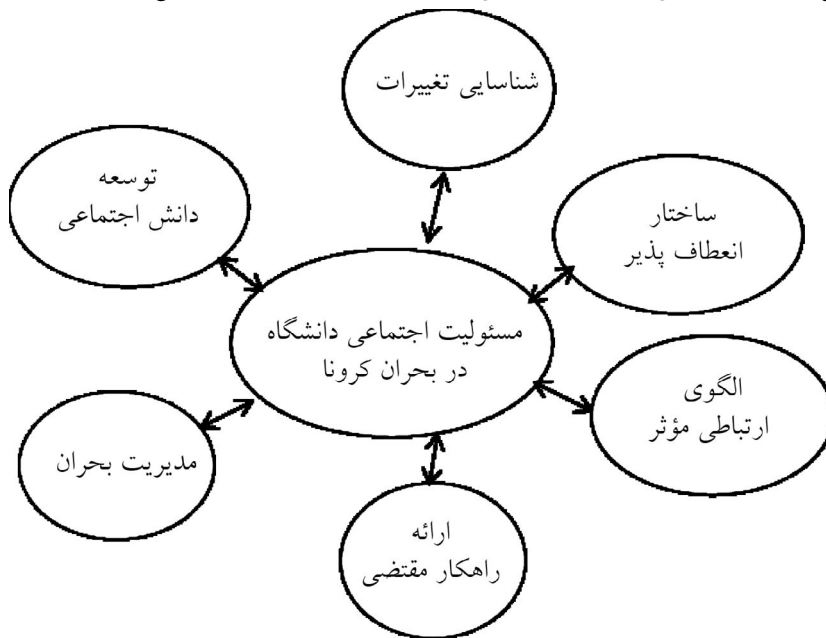 شناسایی تغییرات
ساختار
انعطاف پذیر
توسعه
دانش اجتماعی
مسئولیت اجتماعی دانشگاه
در بحران کرونا
الگوی
ارتباطی مؤثر
مدیریت بحران
ارائه
راهکار مقتضی